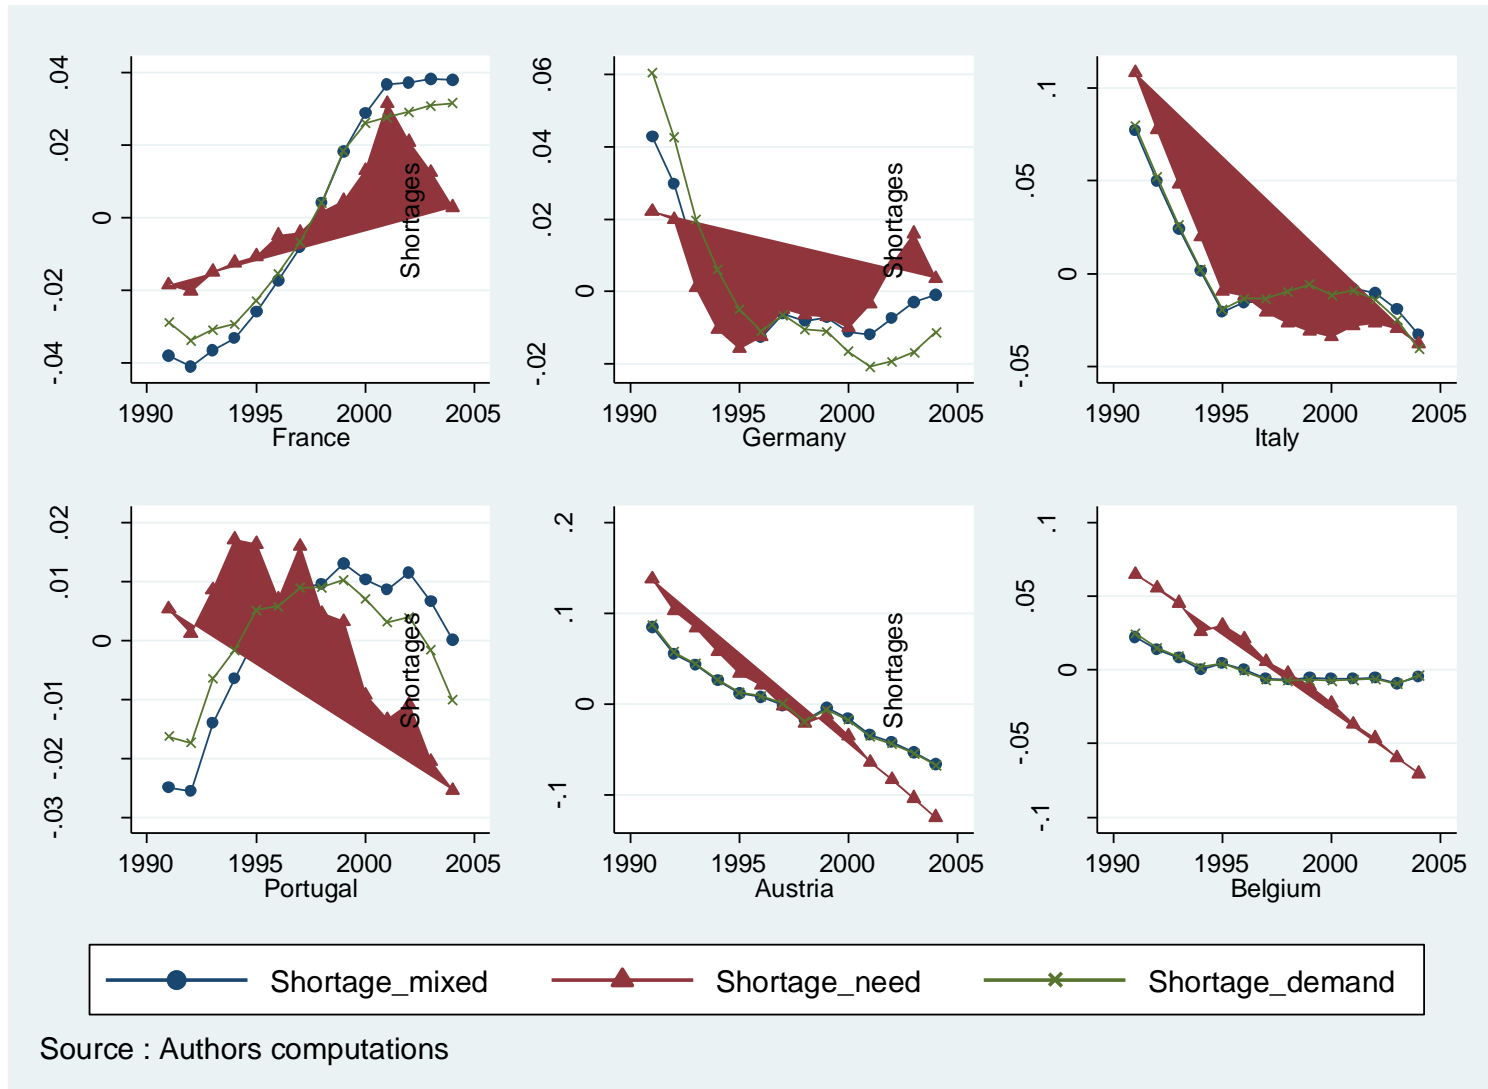 .04
.02
0
-.02
-.04
Shortages
1990 1995 2000 2005
France
.06
.04
.02
0
-.02
Shortages
1990 1995 2000 2005
Germany
.1
.05
0
-.05
1990 1995 2000 2005
Italy
.02
.01
0
-.01
-.02
-.03
Shortages
1990 1995 2000 2005
Portugal
.2
.1
0
-.1
Shortages
1990 1995 2000 2005
Austria
.1
.05
0
-.05
-.1
1990 1995 2000 2005
Belgium
Shortage_mixed Shortage_need Shortage_demand
Source : Authors computations